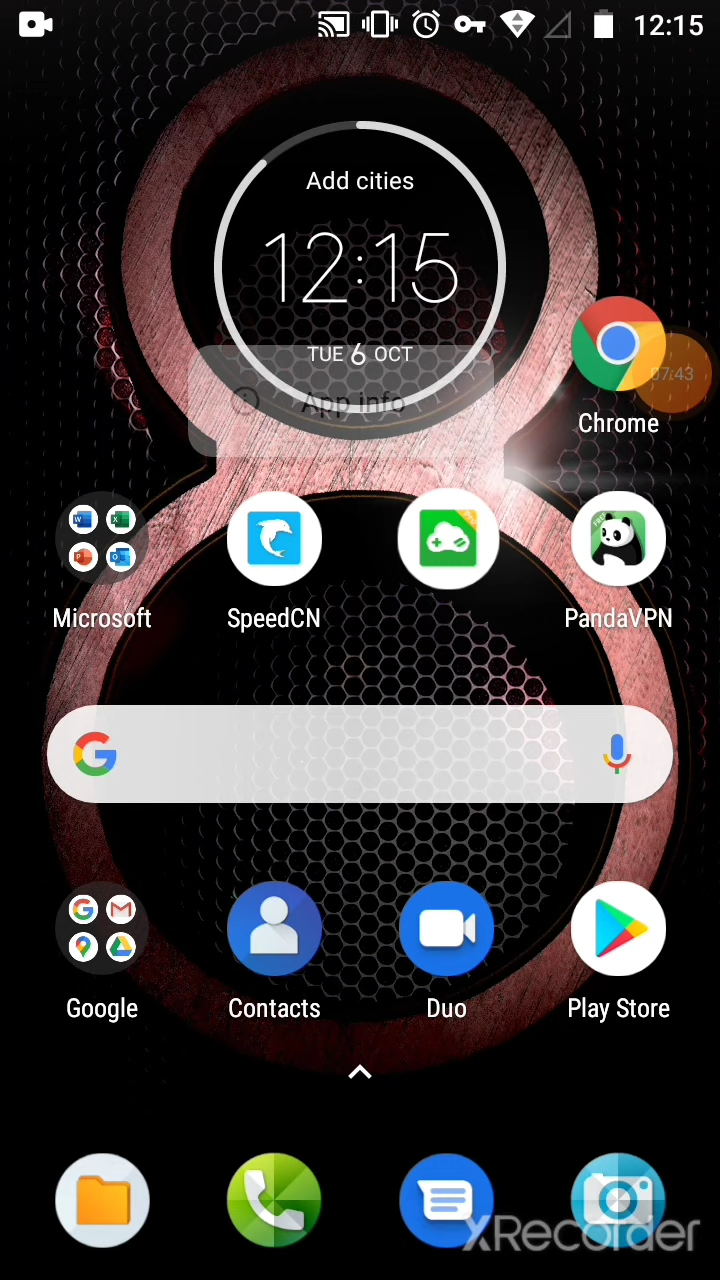 12:15
Add cities
12:15
TUE 6 OCT
App info
07:43
Chrome
Microsoft
SpeedCN
PandaVPN
Google
Contacts
Duo
Play Store
XRecorder